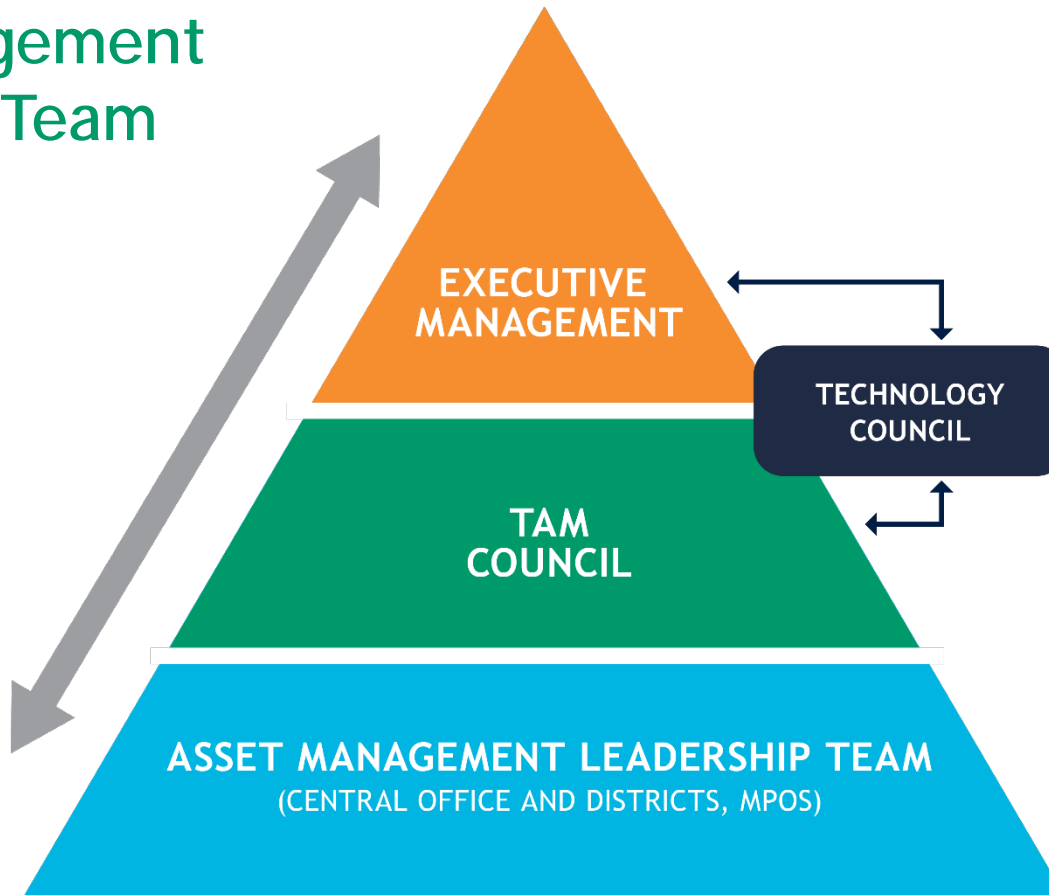 gement
Team
EXECUTIVE
MANAGEMENT
TECHNOLOGY
COUNCIL
TAM
COUNCIL
ASSET MANAGEMENT LEADERSHIP TEAM
(CENTRAL OFFICE AND DISTRICTS, MPOS)